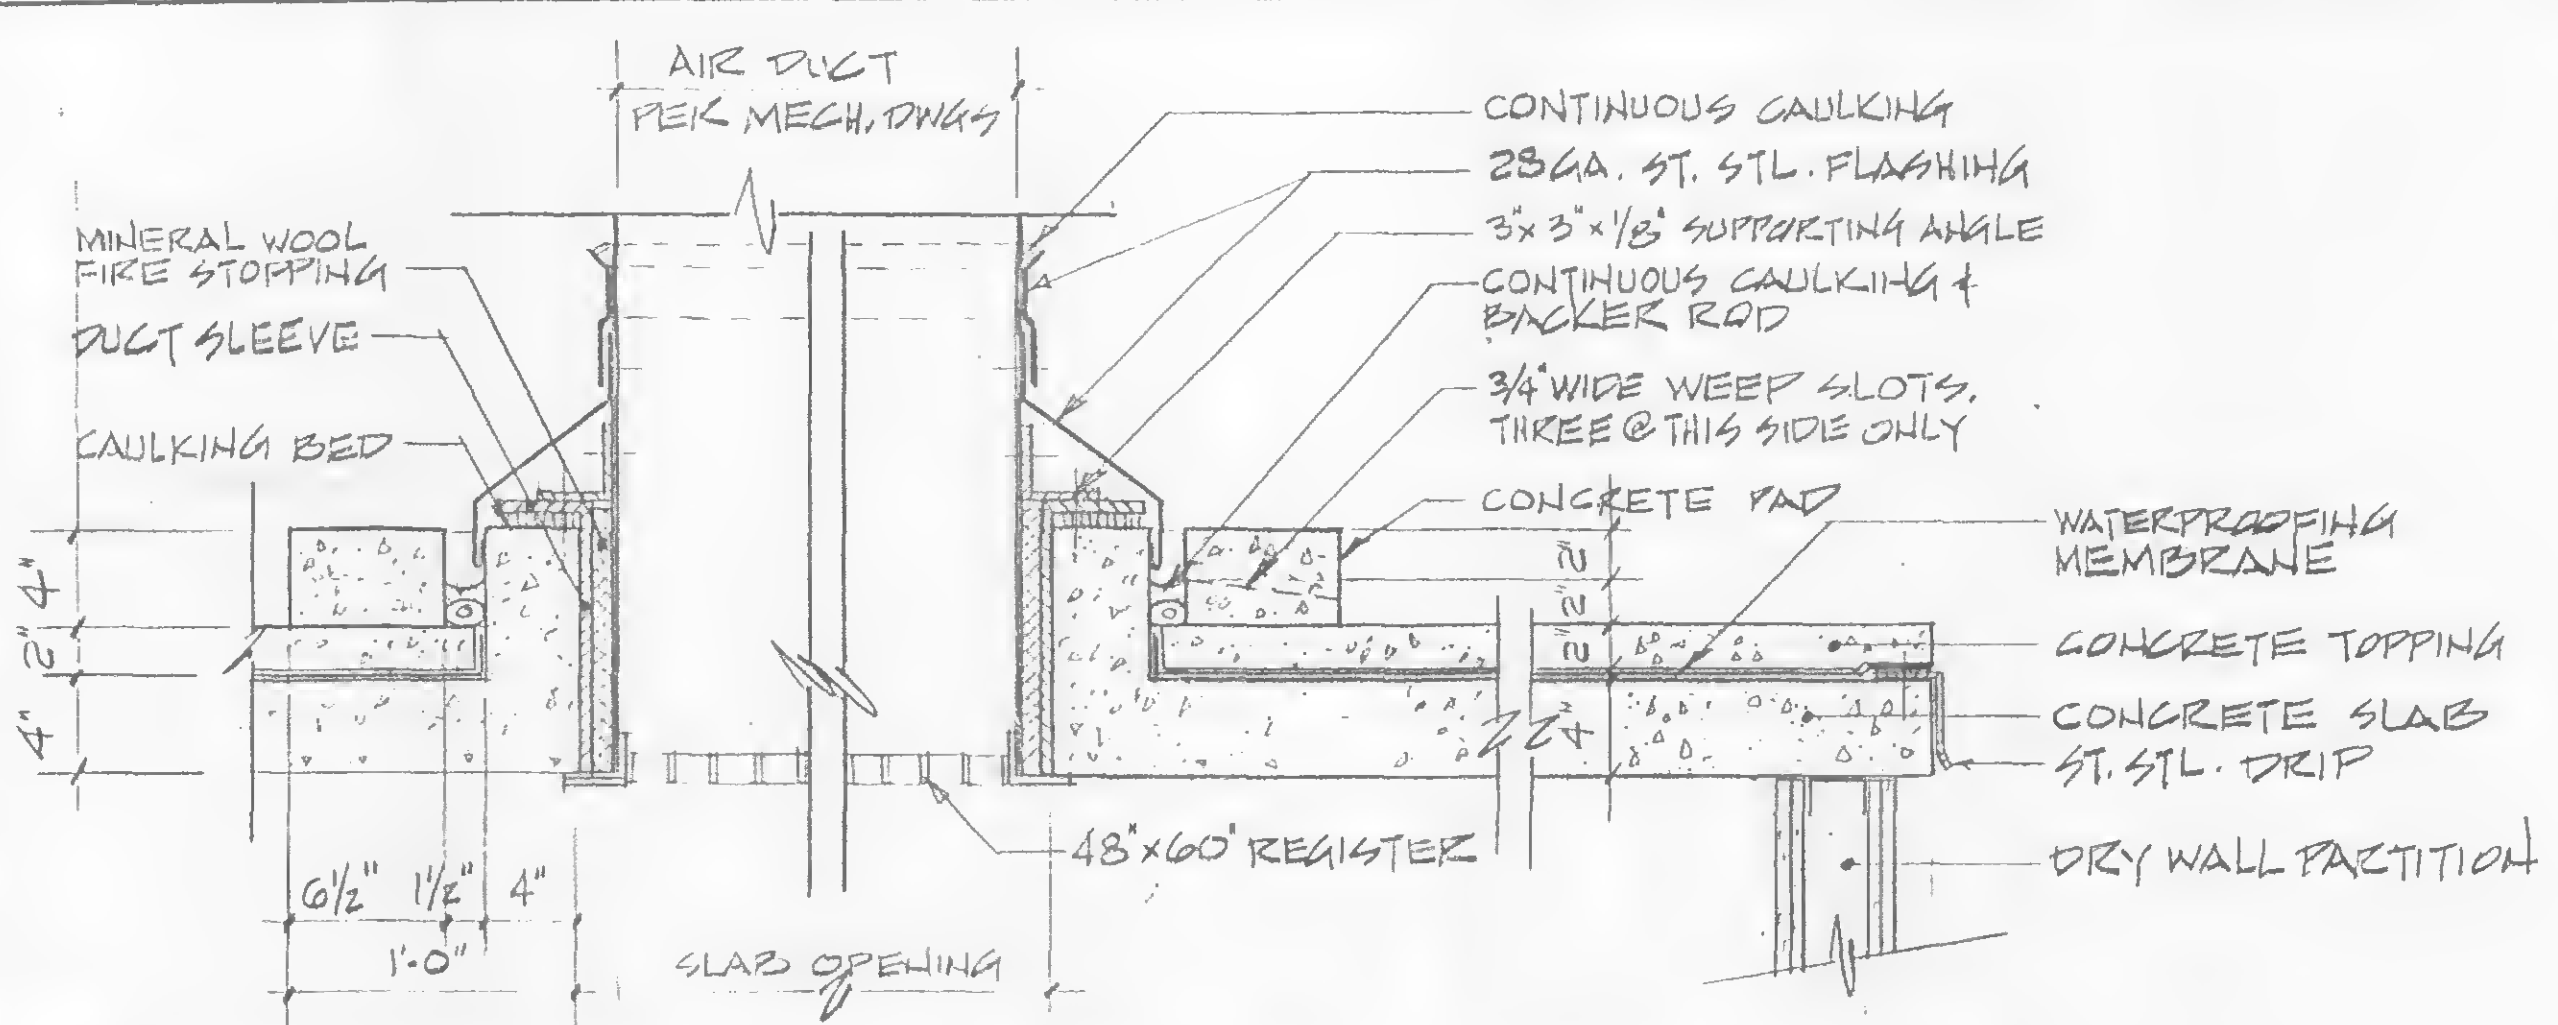 AIR DUCT
PER MECH. DWGS
CONTINUOUS CAULKING
28 GA. ST. STL. FLASHING
3"x 3" x 1/8" SUPPORTING ANGLE
CONTINUOUS CAULKING &
BACKER ROD
3/4" WIDE WEEP SLOTS.
THREE @ THIS SIDE ONLY
CONCRETE PAD
MINERAL WOOL
FIRE STOPPING
DUCT SLEEVE
CAULKING BED
WATERPROOFING
MEMBRANE
CONCRETE TOPPING
CONCRETE SLAB
ST. STL. DRIP
DRY WALL PARTITION
4"
2"
4"
2"
2"
2"
4"
48"x60" REGISTER
6 1/2" 1 1/2" 4"
1'-0"
SLAB OPENING